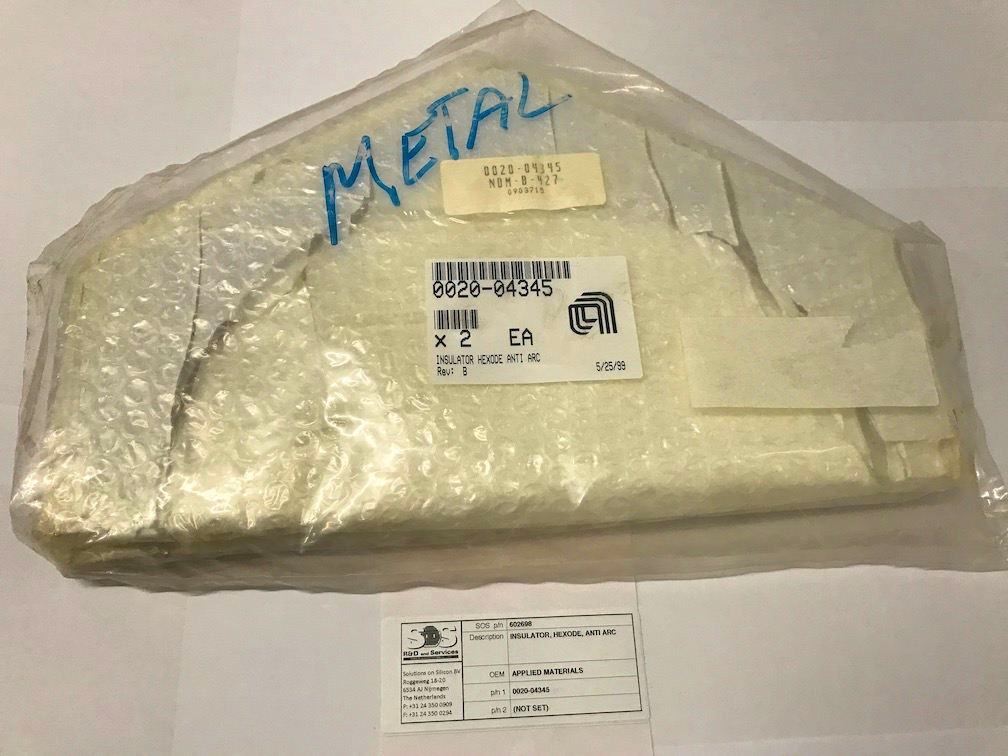 METAL
0020-04345
NDM-B-427
0903715
0020-04345
x 2 EA
INSULATOR HEXODE ANTI ARC
Rev: B 5/25/99
SOS
R&D and Services
Solutions on Silicon BV
Roggeweg 18-20
6534 AJ Nijmegen
The Netherlands
P: +31 24 350 0909
F: +31 24 350 0294
SOS p/n 602698
Description INSULATOR, HEXODE, ANTI ARC
OEM APPLIED MATERIALS
p/n 1 0020-04345
p/n 2 (NOT SET)